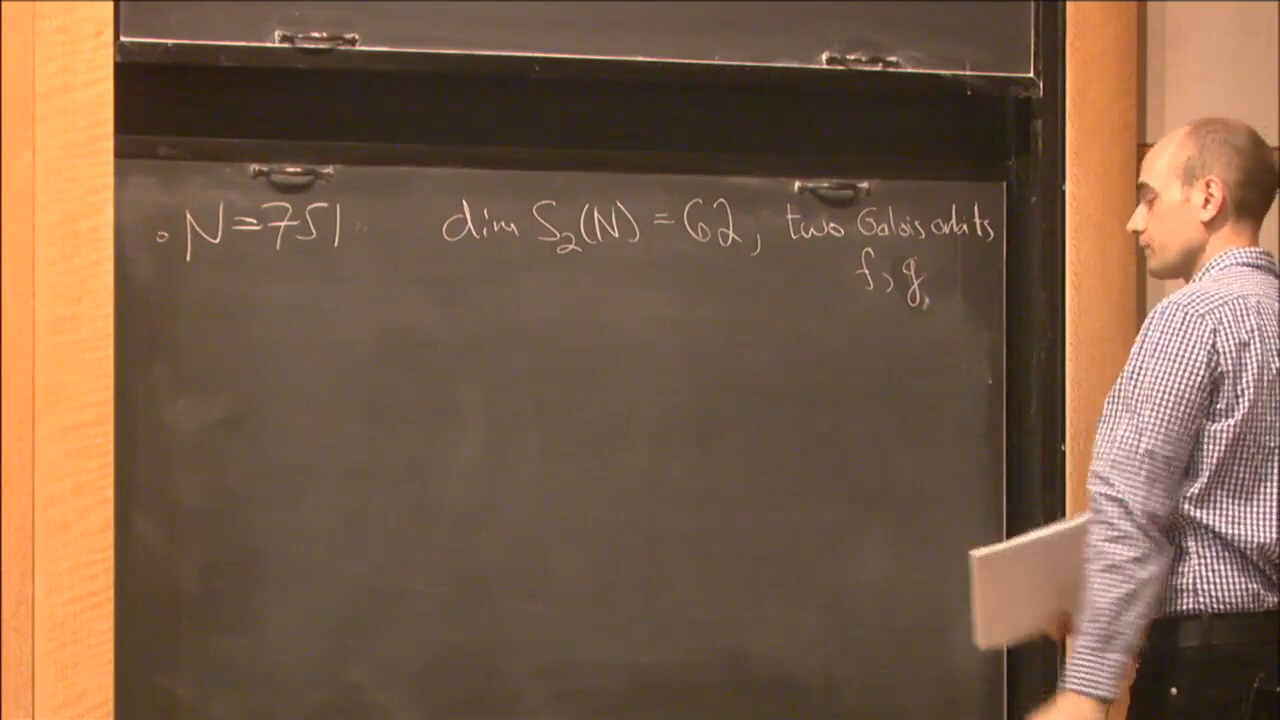 ∘ N=751 dim S₂(N) = 62, two Galois orbits
f, g,